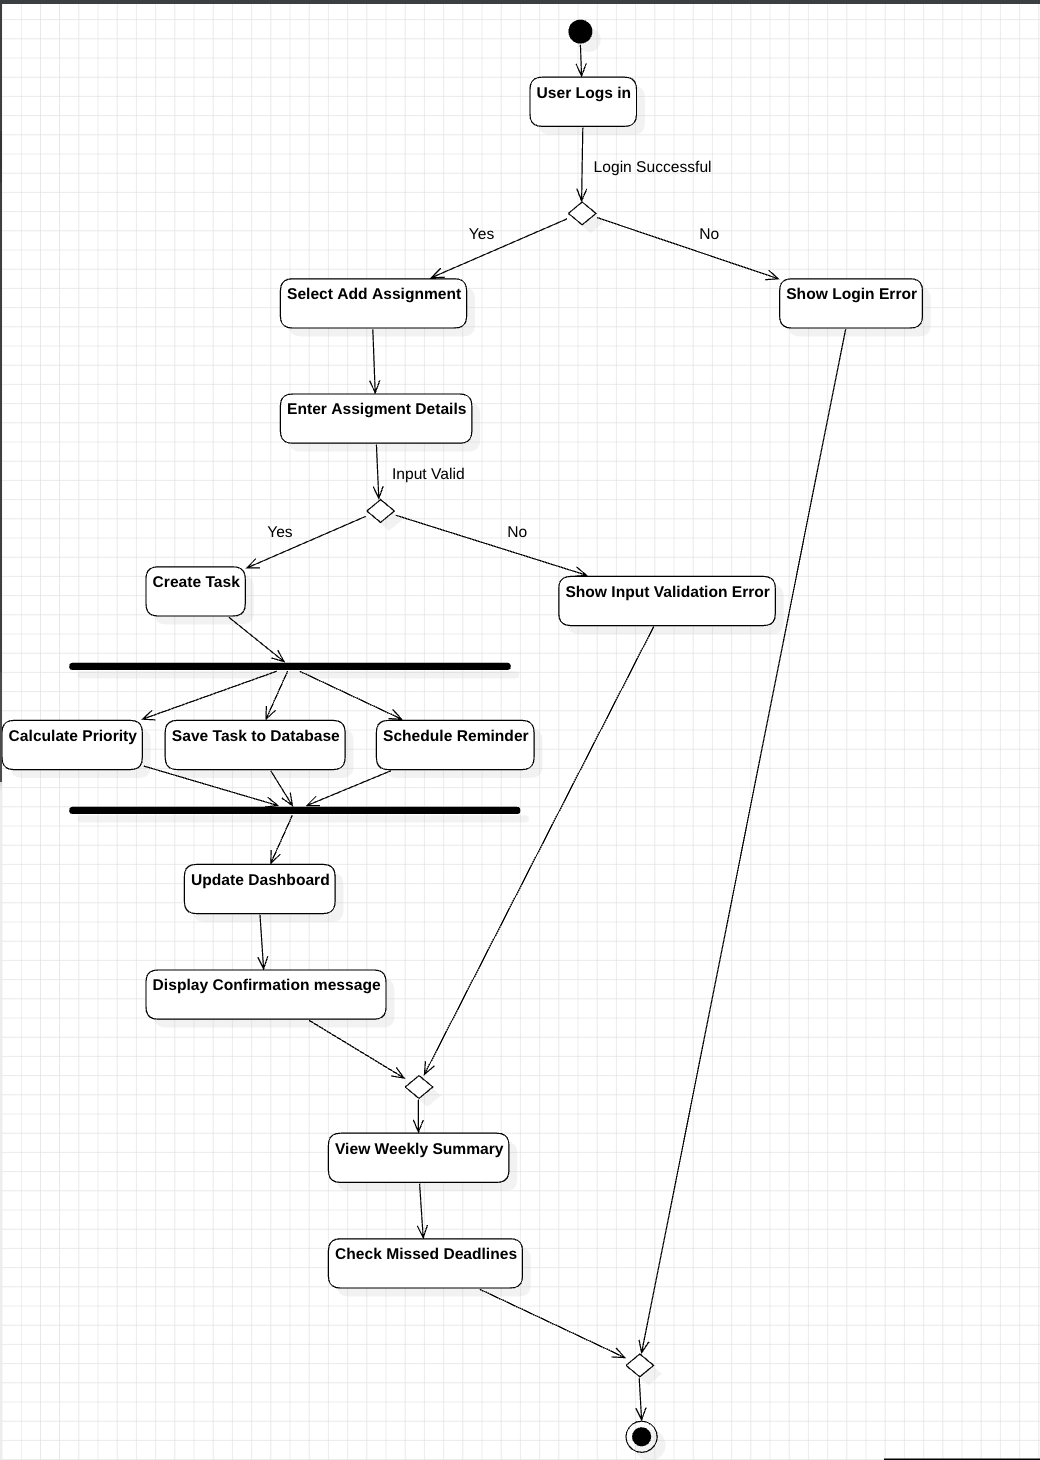 User Logs in
Login Successful
Yes
No
Select Add Assignment
Show Login Error
Enter Assigment Details
Input Valid
Yes
No
Create Task
Show Input Validation Error
Calculate Priority
Save Task to Database
Schedule Reminder
Update Dashboard
Display Confirmation message
View Weekly Summary
Check Missed Deadlines